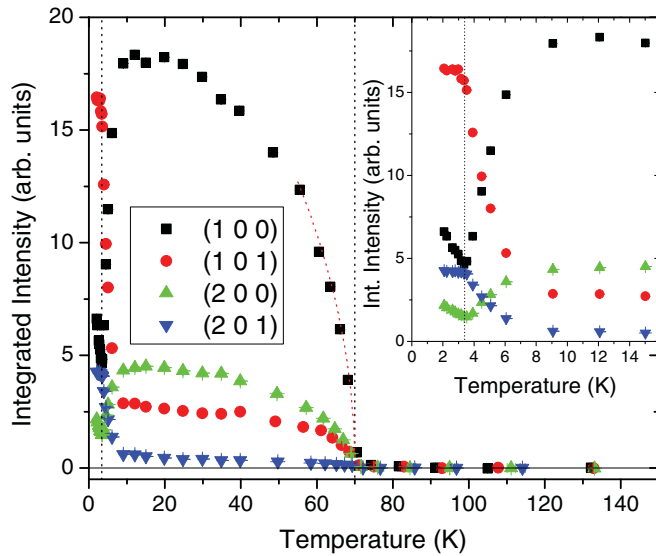 20
15
10
5
0
Integrated Intensity (arb. units)
0 20 40 60 80 100 120 140
Temperature (K)
(1 0 0)
(1 0 1)
(2 0 0)
(2 0 1)
15
10
5
0
Int. Intensity (arb. units)
0 2 4 6 8 10 12 14
Temperature (K)